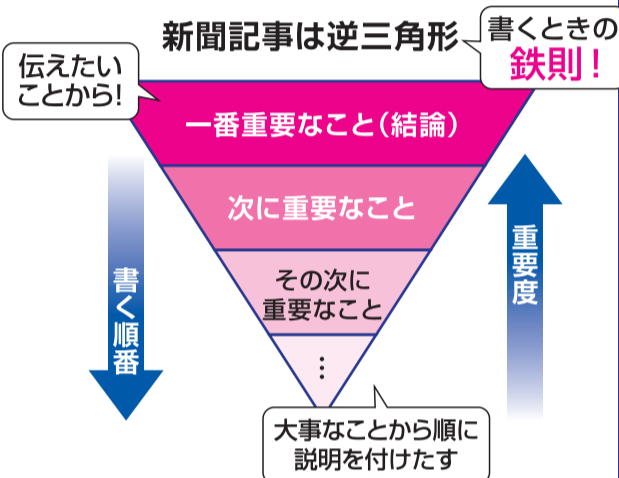 新聞記事は逆三角形
書くときの
鉄則!
伝えたい
ことから!
一番重要なこと(結論)
次に重要なこと
その次に
重要なこと
…
書く順番
重要度
大事なことから順に
説明を付けたす